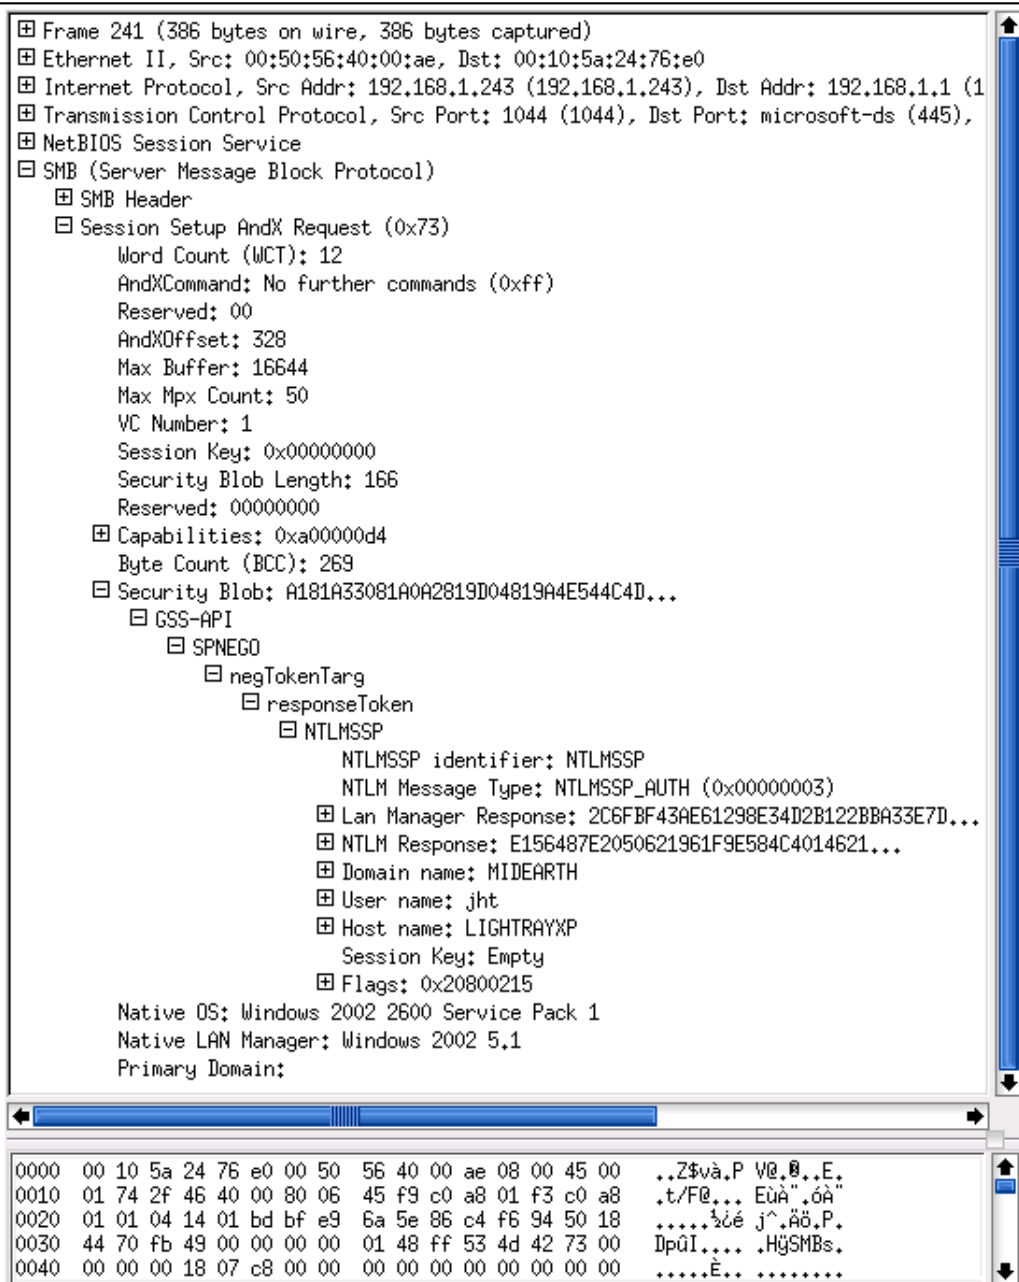 Frame 241 (386 bytes on wire, 386 bytes captured)
Ethernet II, Src: 00:50:56:40:00:ae, Dst: 00:10:5a:24:76:e0
Internet Protocol, Src Addr: 192.168.1.243 (192.168.1.243), Dst Addr: 192.168.1.1 (1
Transmission Control Protocol, Src Port: 1044 (1044), Dst Port: microsoft-ds (445),
NetBIOS Session Service
SMB (Server Message Block Protocol)
SMB Header
Session Setup AndX Request (0x73)
Word Count (WCT): 12
AndXCommand: No further commands (0xff)
Reserved: 00
AndXOffset: 328
Max Buffer: 16644
Max Mpx Count: 50
VC Number: 1
Session Key: 0x00000000
Security Blob Length: 166
Reserved: 00000000
Capabilities: 0xa00000d4
Byte Count (BCC): 269
Security Blob: A181A33081A0A2819D04819A4E544C4D...
GSS-API
SPNEGO
negTokenTarg
responseToken
NTLMSSP
NTLMSSP identifier: NTLMSSP
NTLM Message Type: NTLMSSP_AUTH (0x00000003)
Lan Manager Response: 2C6FBF43AE61298E34D2B122BBA33E7D...
NTLM Response: E156487E2050621961F9E584C4014621...
Domain name: MIDEARTH
User name: jht
Host name: LIGHTRAYXP
Session Key: Empty
Flags: 0x20800215
Native OS: Windows 2002 2600 Service Pack 1
Native LAN Manager: Windows 2002 5.1
Primary Domain:
0000 00 10 5a 24 76 e0 00 50 56 40 00 ae 08 00 45 00 ..Z$và.P V@.®..E.
0010 01 74 2f 46 40 00 80 06 45 f9 c0 a8 01 f3 c0 a8 .t/F@... EùÀ¨.óÀ¨
0020 01 01 04 14 01 bd bf e9 6a 5e 86 c4 f6 94 50 18 .....½¿é j^.Äö.P.
0030 44 70 fb 49 00 00 00 00 01 48 ff 53 4d 42 73 00 DpûI.... .HÿSMBs.
0040 00 00 00 18 07 c8 00 00 00 00 00 00 00 00 00 00 .....È.. ........